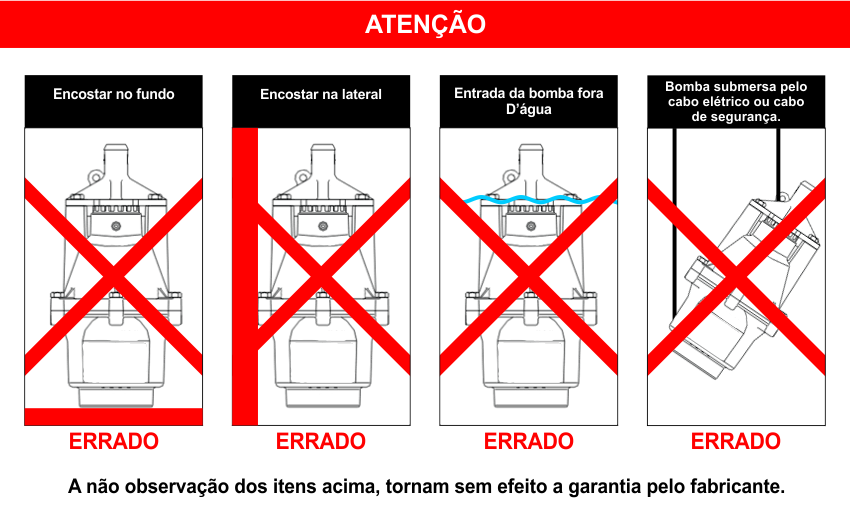 ATENÇÃO
Encostar no fundo
Encostar na lateral
Entrada da bomba fora
D'água
Bomba submersa pelo
cabo elétrico ou cabo
de segurança.
ERRADO
ERRADO
ERRADO
ERRADO
A não observação dos itens acima, tornam sem efeito a garantia pelo fabricante.